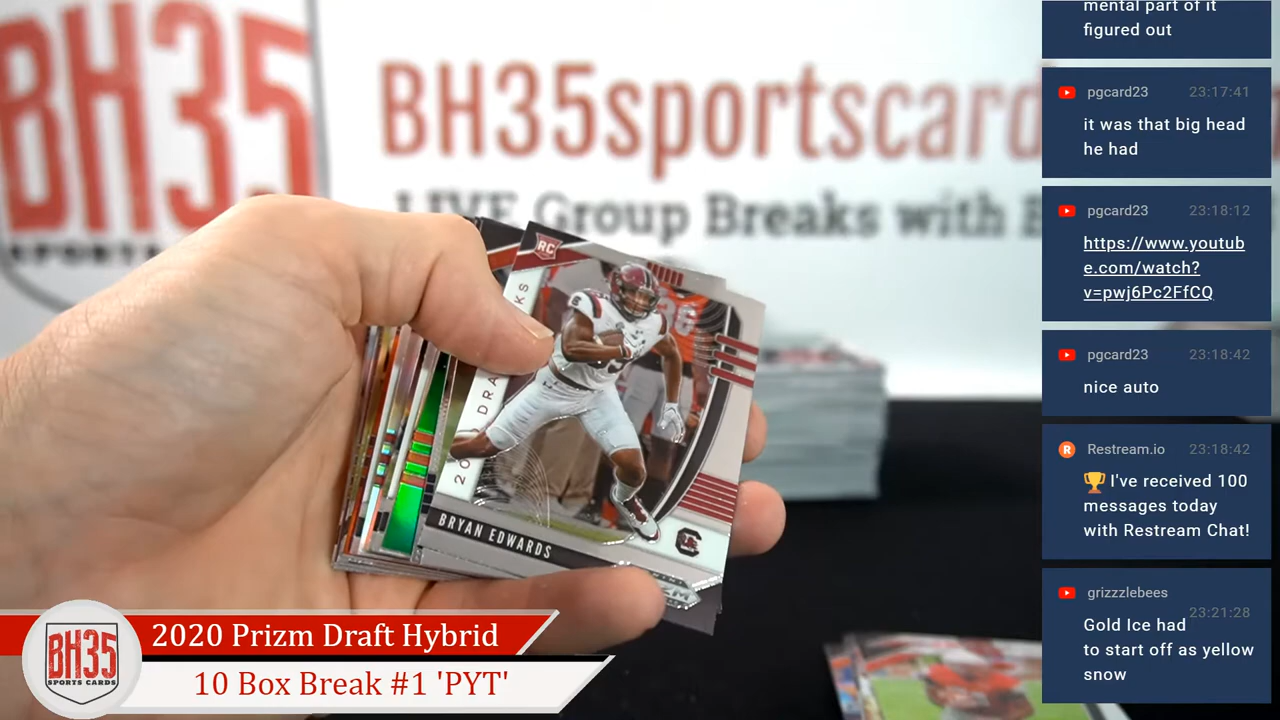 BH35
SPORTS
BH35sportscard
LIVE Group Breaks with
RC
BRYAN EDWARDS
BH35
SPORTS CARDS
2020 Prizm Draft Hybrid
10 Box Break #1 'PYT'
mental part of it
figured out
pgcard23 23:17:41
it was that big head
he had
pgcard23 23:18:12
https://www.youtub
e.com/watch?
v=pwj6Pc2FfCQ
pgcard23 23:18:42
nice auto
R Restream.io 23:18:42
🏆 I've received 100
messages today
with Restream Chat!
grizzzlebees
23:21:28
Gold Ice had
to start off as yellow
snow